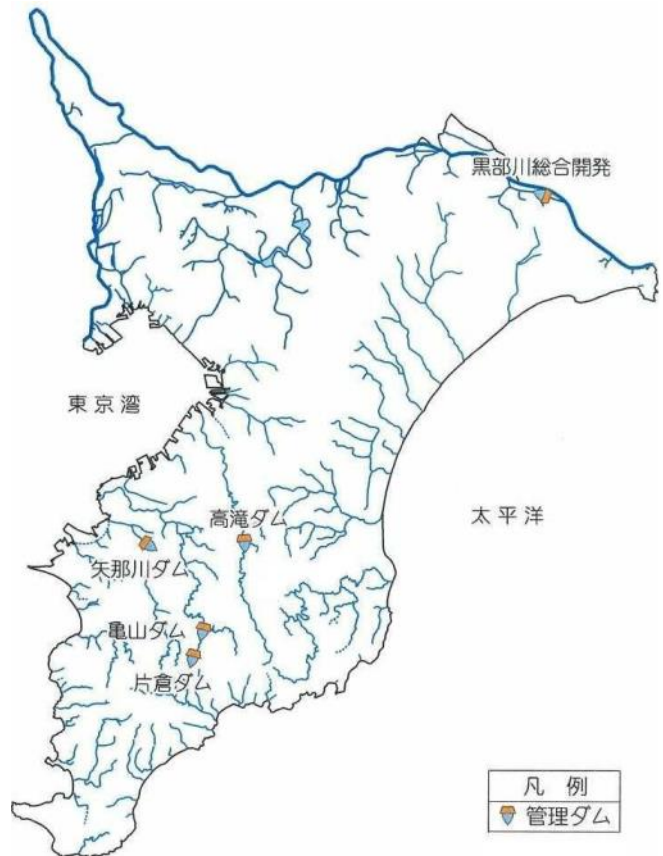 黒部川総合開発
東京湾
太平洋
高滝ダム
矢那川ダム
亀山ダム
片倉ダム
凡例
管理ダム